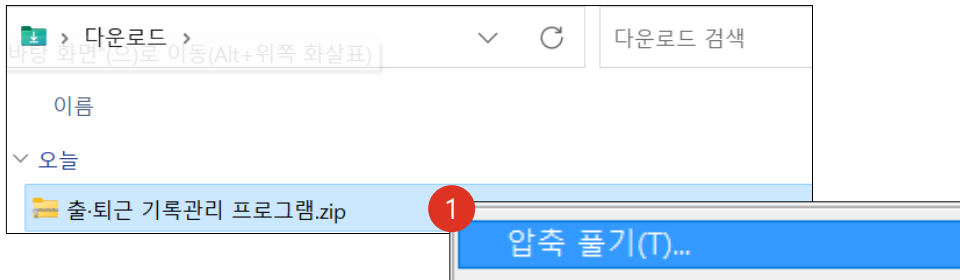 다운로드
다운로드 검색
바탕 화면"(으)로 이동(Alt+위쪽 화살표)
이름
오늘
출·퇴근 기록관리 프로그램.zip
1
압축 풀기(T)...